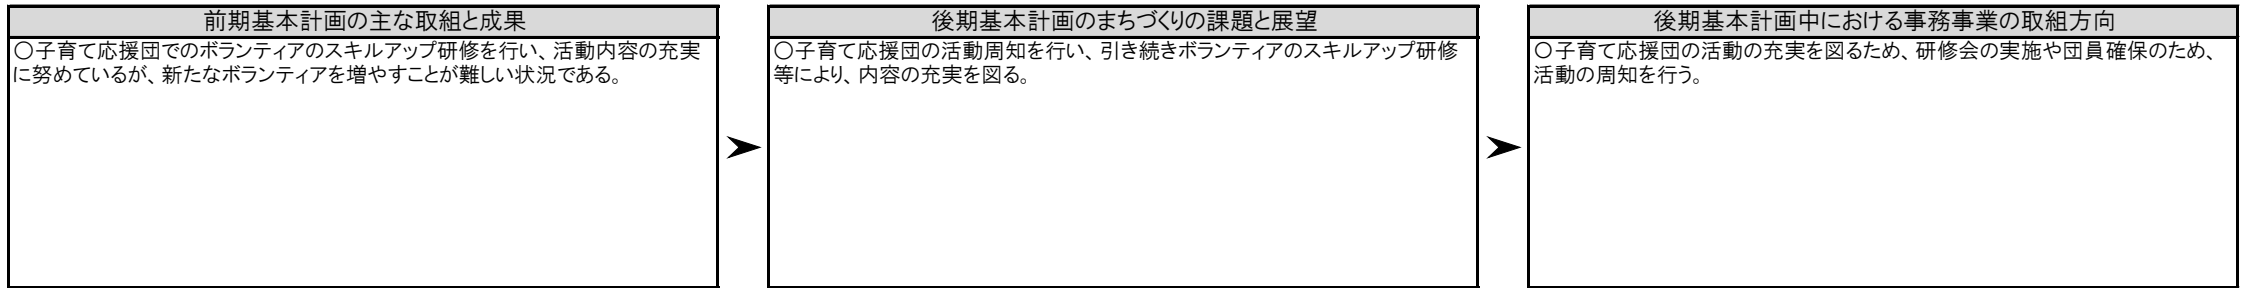 前期基本計画の主な取組と成果
〇子育て応援団でのボランティアのスキルアップ研修を行い、活動内容の充実
に努めているが、新たなボランティアを増やすことが難しい状況である。
後期基本計画のまちづくりの課題と展望
〇子育て応援団の活動周知を行い、引き続きボランティアのスキルアップ研修
等により、内容の充実を図る。
後期基本計画中における事務事業の取組方向
〇子育て応援団の活動の充実を図るため、研修会の実施や団員確保のため、
活動の周知を行う。